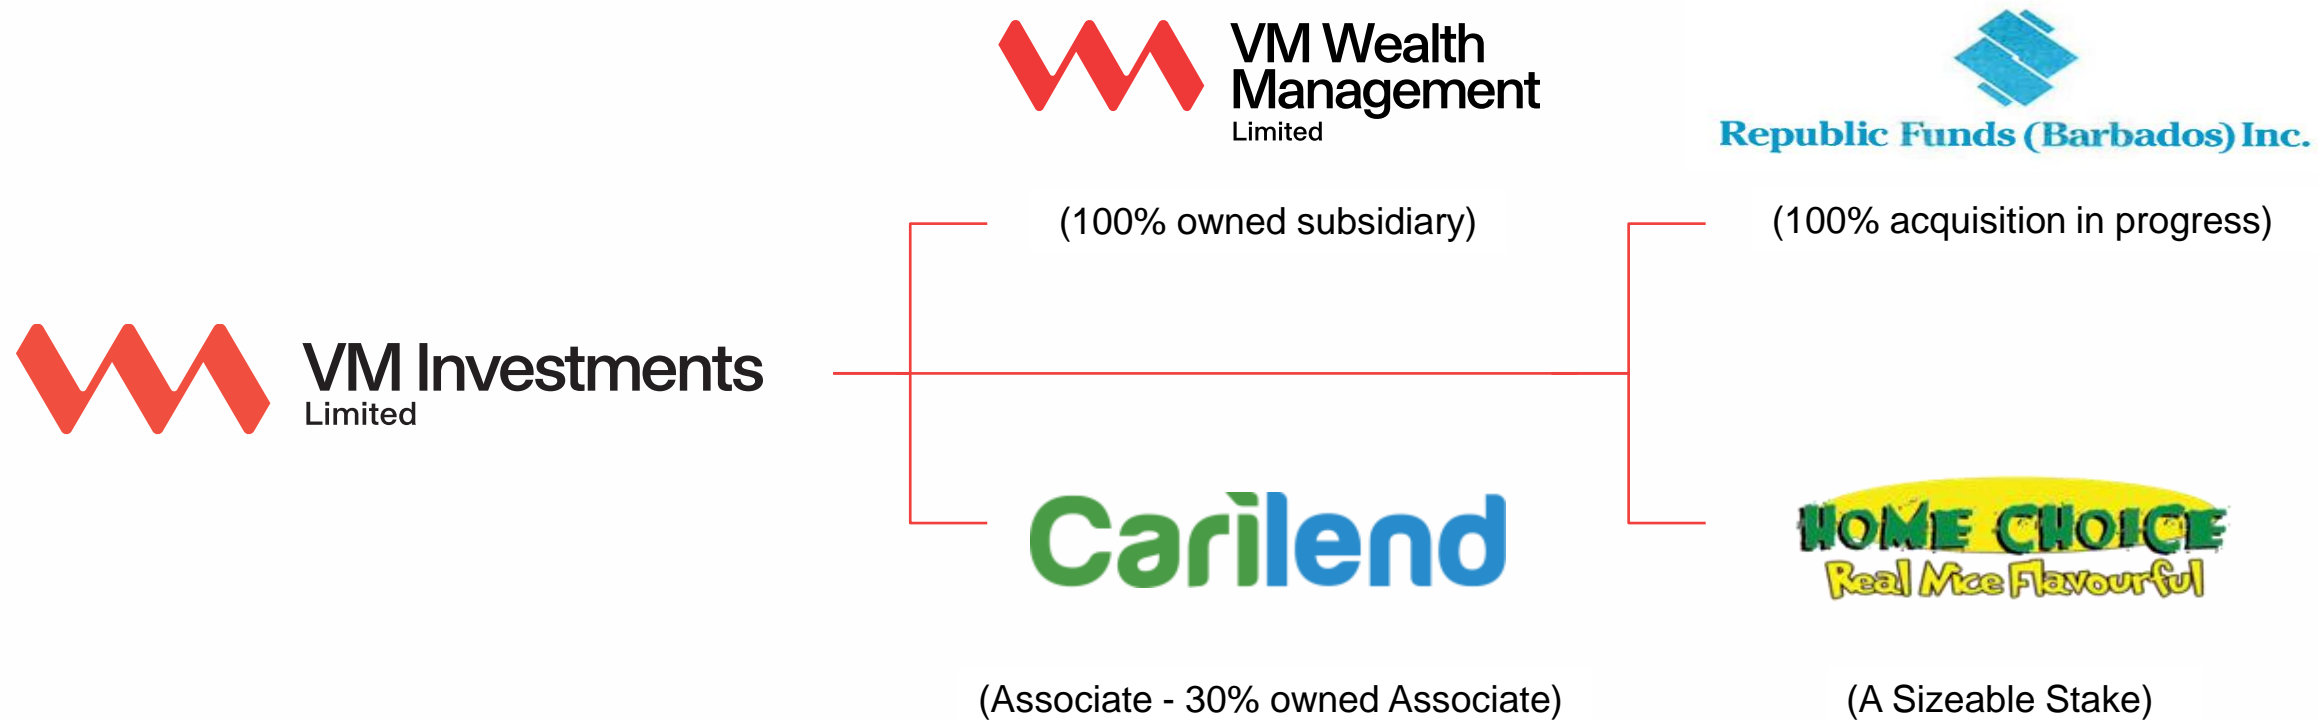 VM Wealth
Management
Limited
Republic Funds (Barbados) Inc.
(100% owned subsidiary)
(100% acquisition in progress)
VM Investments
Limited
Carilend
HOME CHOICE
Real Nice Flavourful
(Associate - 30% owned Associate)
(A Sizeable Stake)